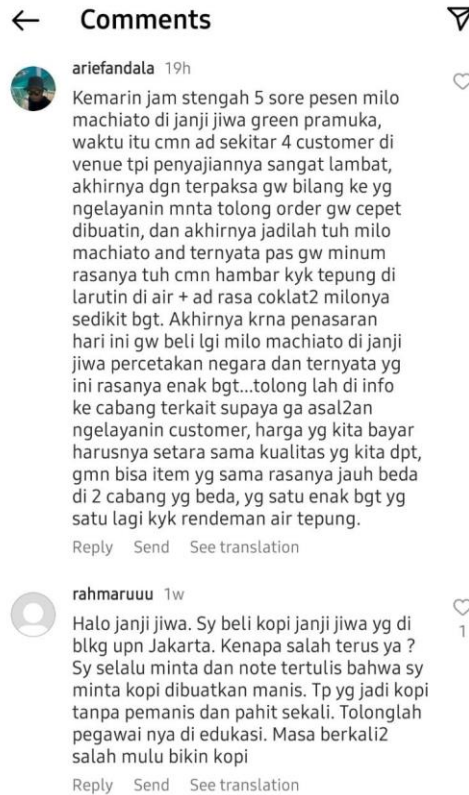 Comments
ariefandala 19h
Kemarin jam stengah 5 sore pesen milo
machiato di janji jiwa green pramuka,
waktu itu cmn ad sekitar 4 customer di
venue tpi penyajiannya sangat lambat,
akhirnya dgn terpaksa gw bilang ke yg
ngelayanin mnta tolong order gw cepet
dibuatin, dan akhirnya jadilah tuh milo
machiato and ternyata pas gw minum
rasanya tuh cmn hambar kyk tepung di
larutin di air + ad rasa coklat2 milonya
sedikit bgt. Akhirnya krna penasaran
hari ini gw beli lgi milo machiato di janji
jiwa percetakan negara dan ternyata yg
ini rasanya enak bgt...tolong lah di info
ke cabang terkait supaya ga asal2an
ngelayanin customer, harga yg kita bayar
harusnya setara sama kualitas yg kita dpt,
gmn bisa item yg sama rasanya jauh beda
di 2 cabang yg beda, yg satu enak bgt yg
satu lagi kyk rendeman air tepung.
Reply Send See translation
rahmaruuu 1w
Halo janji jiwa. Sy beli kopi janji jiwa yg di
blkg upn Jakarta. Kenapa salah terus ya ?
Sy selalu minta dan note tertulis bahwa sy
minta kopi dibuatkan manis. Tp yg jadi kopi
tanpa pemanis dan pahit sekali. Tolonglah
pegawai nya di edukasi. Masa berkali2
salah mulu bikin kopi
1
Reply Send See translation